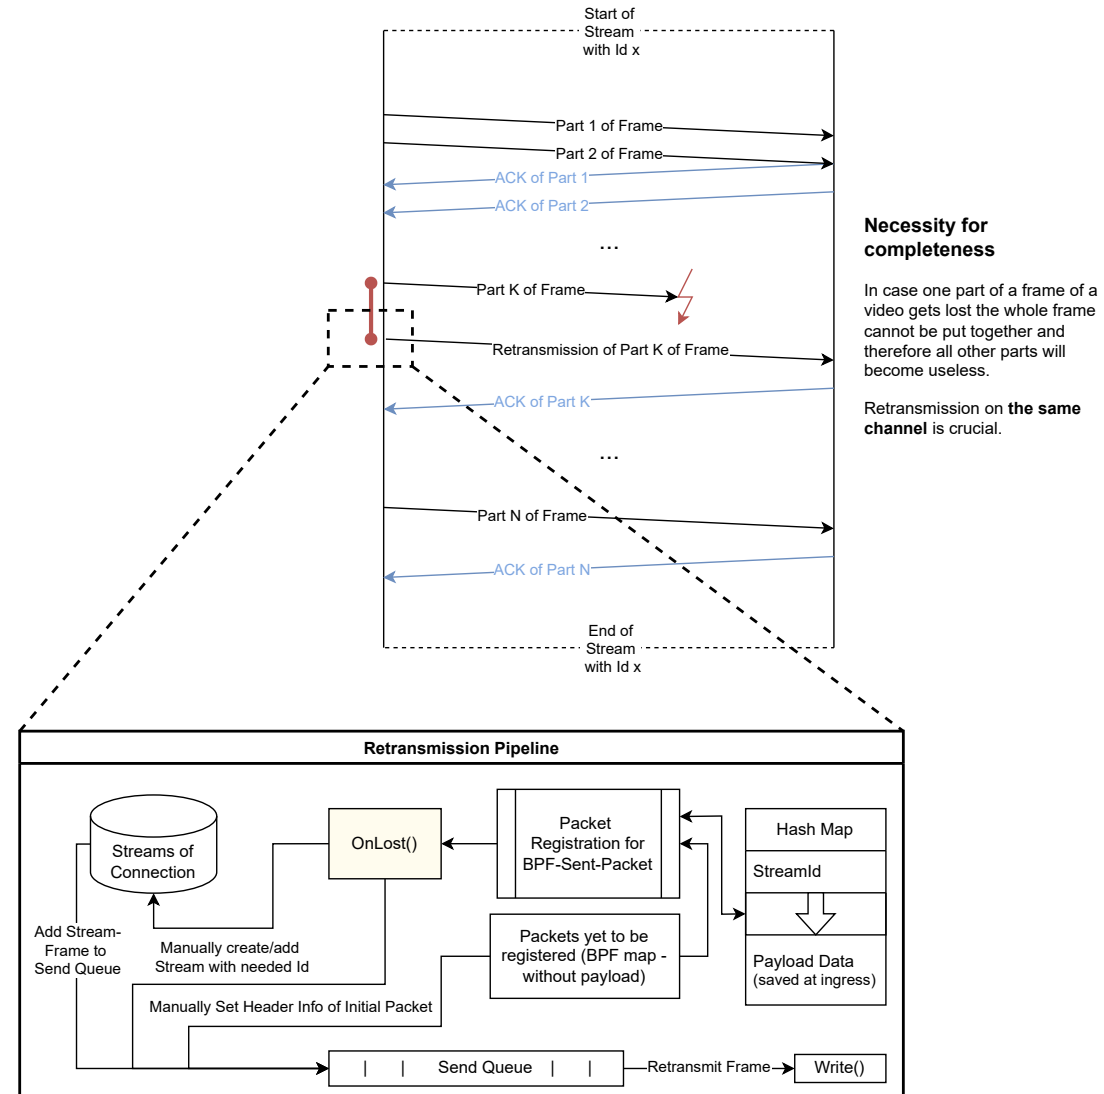 Start of
Stream
with Id x
Part 1 of Frame
Part 2 of Frame
ACK of Part 1
ACK of Part 2
...
Necessity for
completeness
In case one part of a frame of a
video gets lost the whole frame
cannot be put together and
therefore all other parts will
become useless.
Retransmission on the same
channel is crucial.
Part K of Frame
Retransmission of Part K of Frame
ACK of Part K
...
Part N of Frame
ACK of Part N
End of
Stream
with Id x
Retransmission Pipeline
Streams of
Connection
OnLost()
Packet
Registration for
BPF-Sent-Packet
Hash Map
StreamId
Payload Data
(saved at ingress)
Add Stream-
Frame to
Send Queue
Manually create/add
Stream with needed Id
Packets yet to be
registered (BPF map -
without payload)
Manually Set Header Info of Initial Packet
| | Send Queue | |
Retransmit Frame
Write()